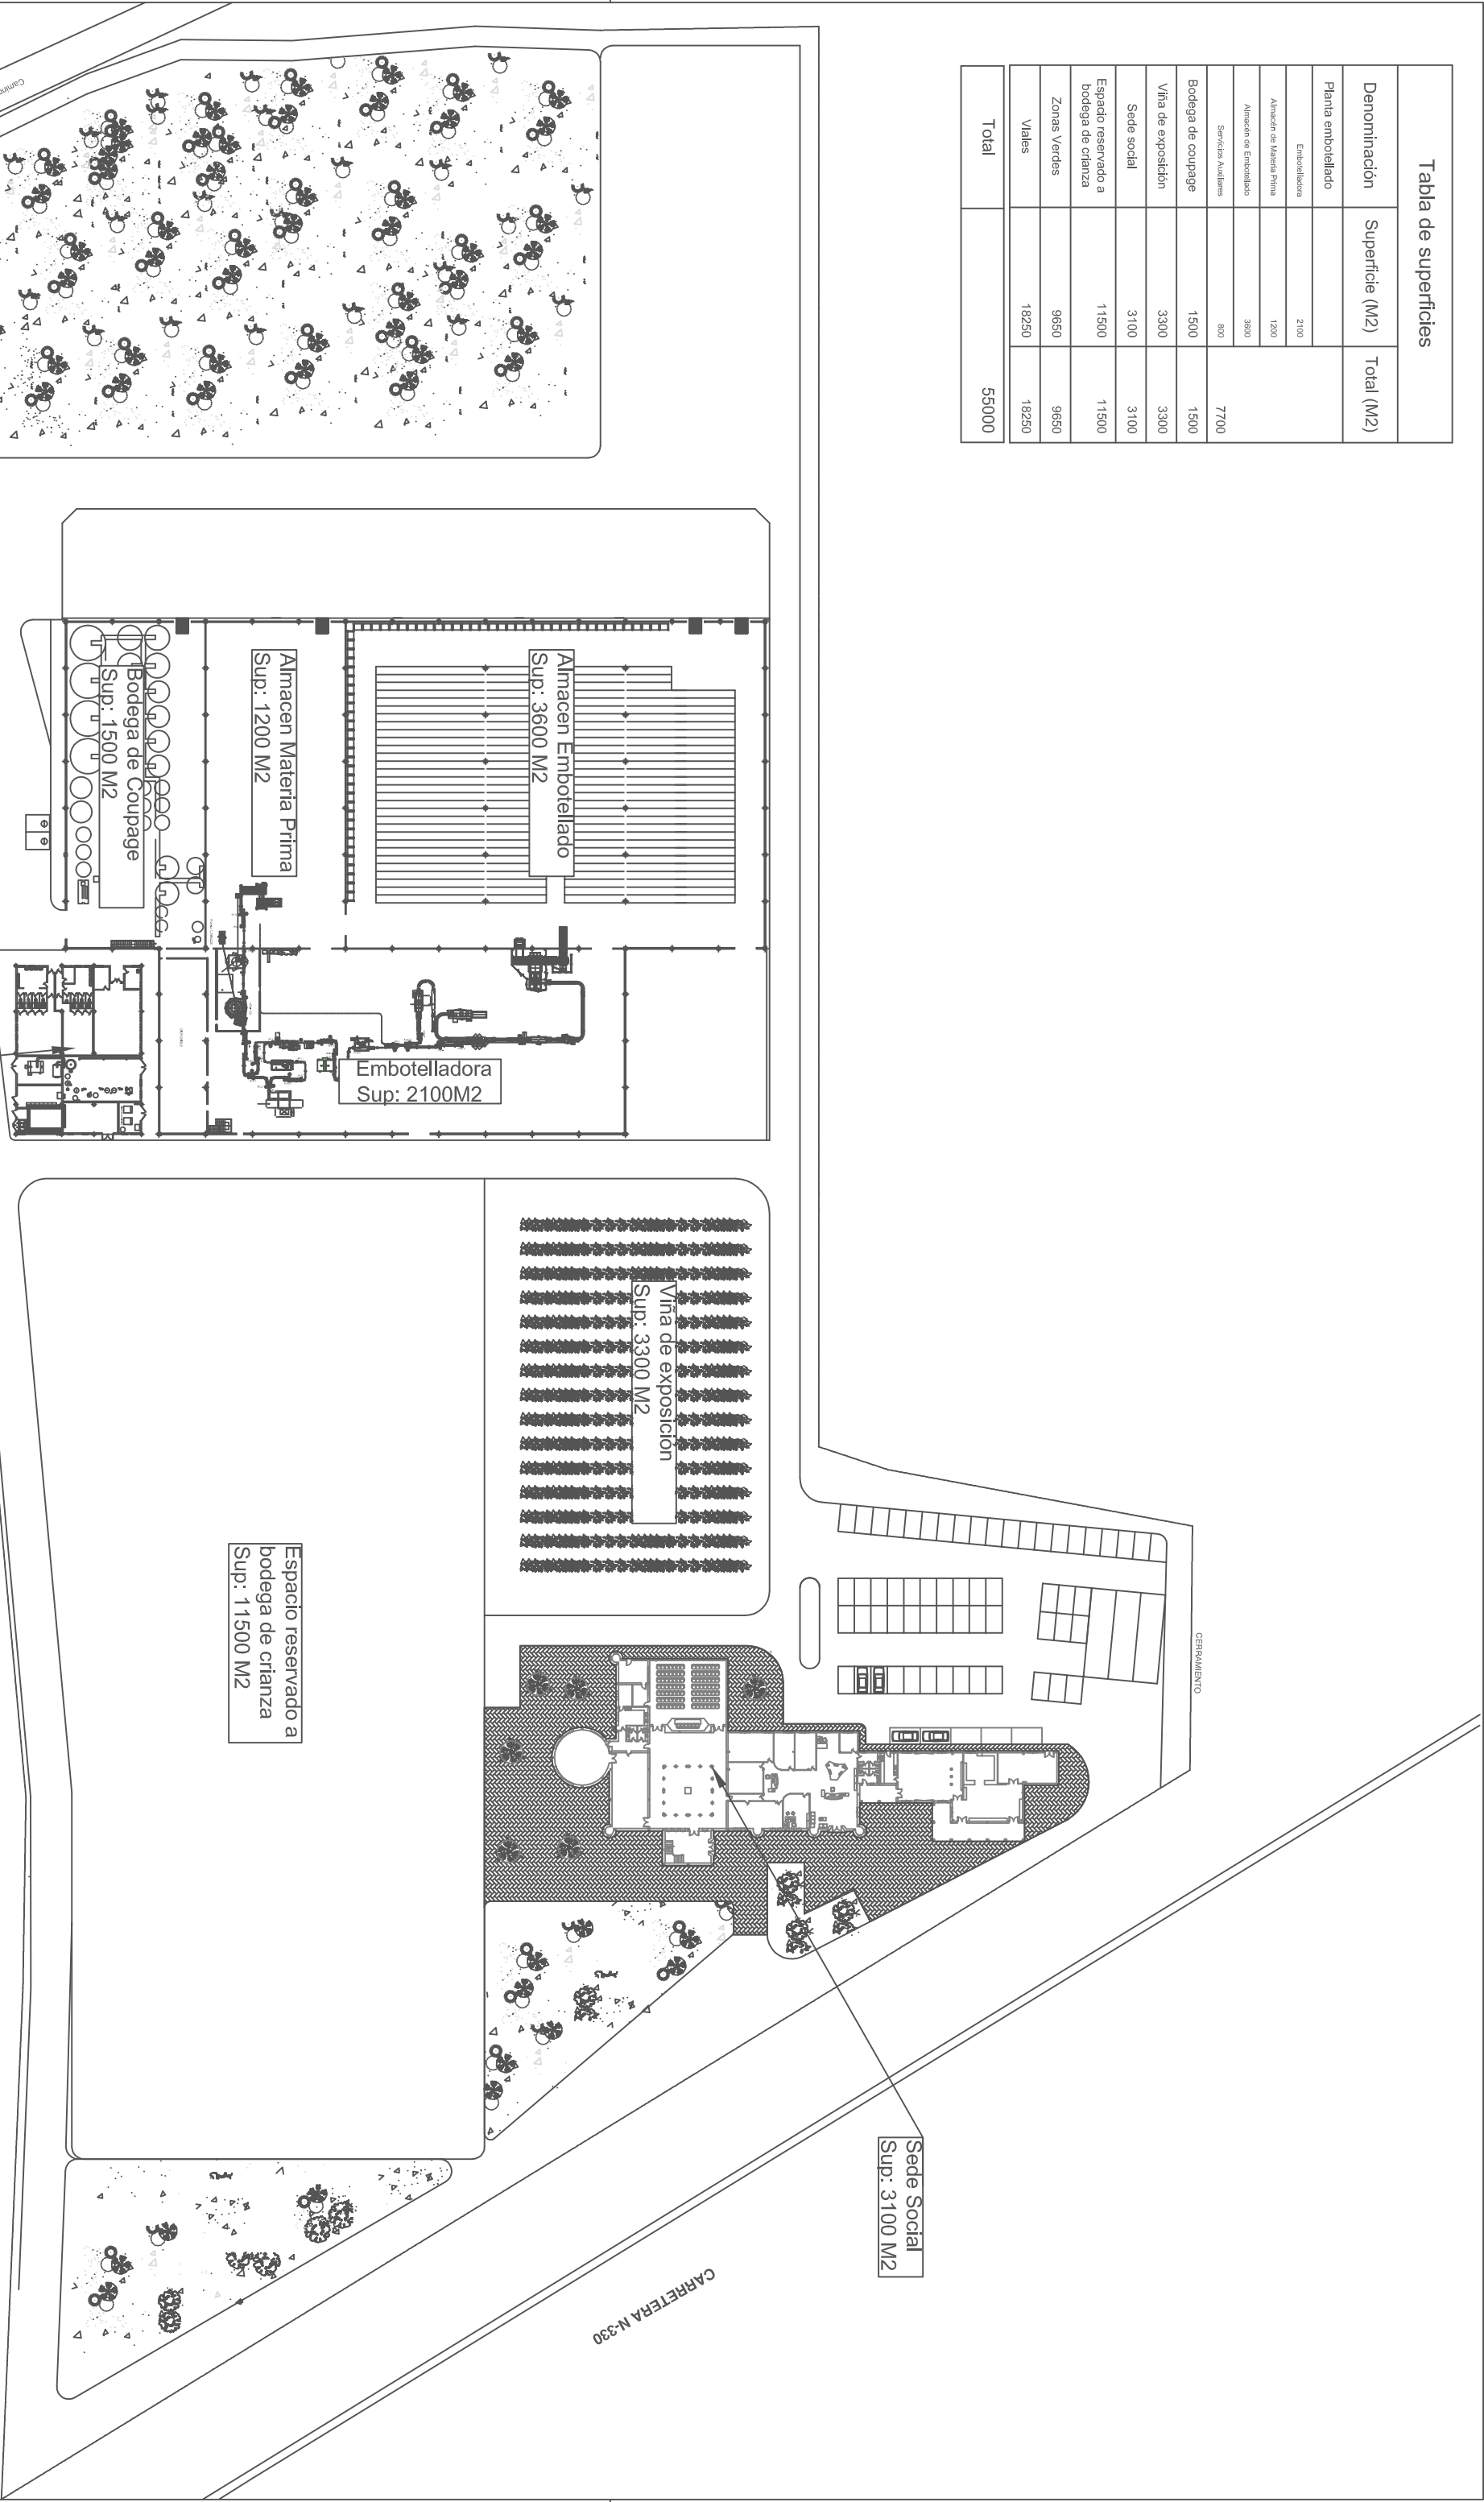 Tabla de superficies
Denominación Superficie (M2) Total (M2)
Planta embotellado
Embotelladora 2100
Almacén de Materia Prima 1200
Almacén de Embotellado 3600
Servicios Auxiliares 800 7700
Bodega de coupage 1500 1500
Viña de exposición 3300 3300
Sede social 3100 3100
Espacio reservado a
bodega de crianza 11500 11500
Zonas Verdes 9650 9650
Viales 18250 18250
Total 55000
Camino
Almacen Embotellado
Sup: 3600 M2
Almacen Materia Prima
Sup: 1200 M2
Bodega de Coupage
Sup: 1500 M2
Embotelladora
Sup: 2100M2
Viña de exposición
Sup: 3300 M2
Espacio reservado a
bodega de crianza
Sup: 11500 M2
CERRAMIENTO
Sede Social
Sup: 3100 M2
CARRETERA N-330